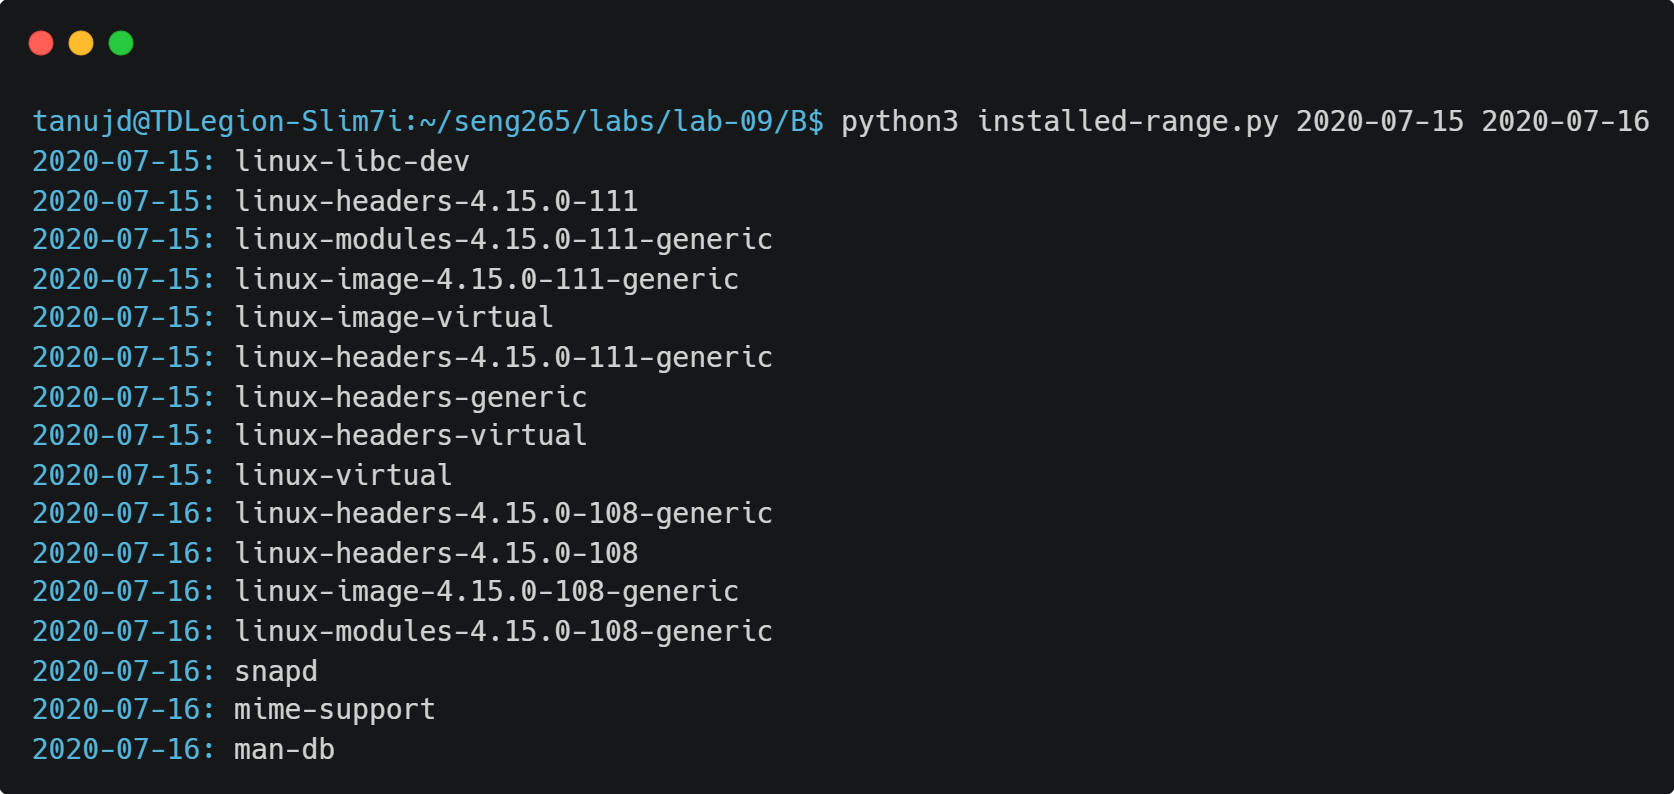 tanujd@TDLegion-Slim7i:~/seng265/labs/lab-09/B$ python3 installed-range.py 2020-07-15 2020-07-16
2020-07-15: linux-libc-dev
2020-07-15: linux-headers-4.15.0-111
2020-07-15: linux-modules-4.15.0-111-generic
2020-07-15: linux-image-4.15.0-111-generic
2020-07-15: linux-image-virtual
2020-07-15: linux-headers-4.15.0-111-generic
2020-07-15: linux-headers-generic
2020-07-15: linux-headers-virtual
2020-07-15: linux-virtual
2020-07-16: linux-headers-4.15.0-108-generic
2020-07-16: linux-headers-4.15.0-108
2020-07-16: linux-image-4.15.0-108-generic
2020-07-16: linux-modules-4.15.0-108-generic
2020-07-16: snapd
2020-07-16: mime-support
2020-07-16: man-db